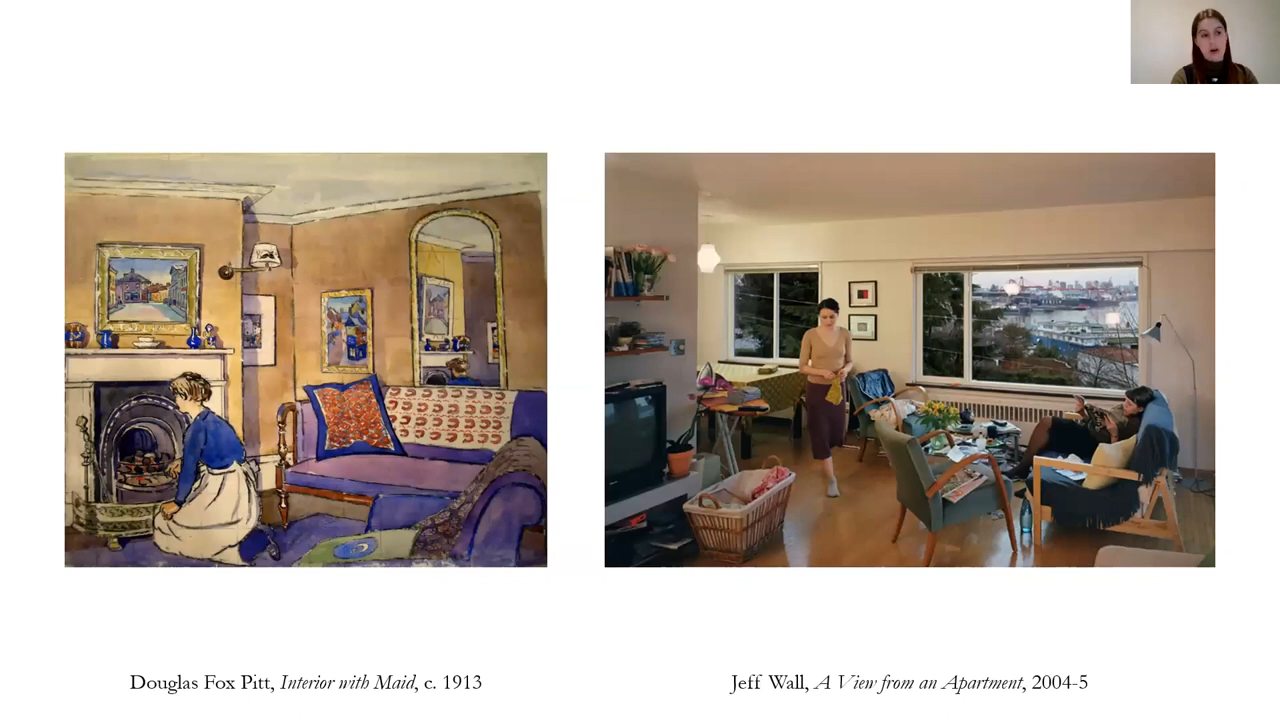 Douglas Fox Pitt, Interior with Maid, c. 1913
Jeff Wall, A View from an Apartment, 2004-5